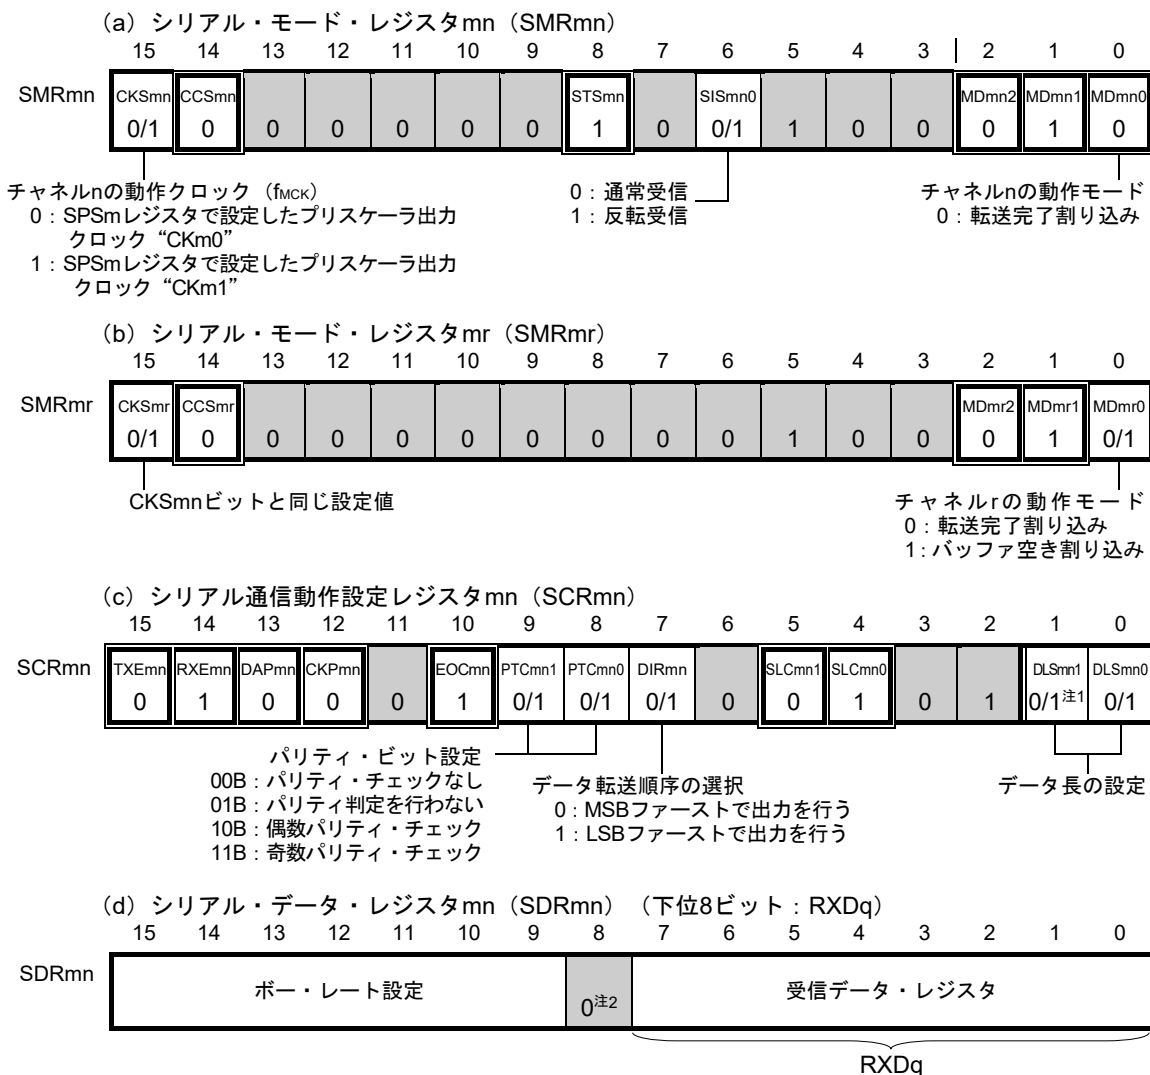 (a) シリアル・モード・レジスタmn（SMRmn）
15 14 13 12 11 10 9 8 7 6 5 4 3 2 1 0
SMRmn
CKSmn CCSmn STSmn SISmn0 MDmn2 MDmn1 MDmn0
0/1 0 0 0 0 0 0 1 0 0/1 1 0 0 0 1 0
チャネルnの動作クロック（fMCK）
0：SPSmレジスタで設定したプリスケーラ出力
クロック“CKm0”
1：SPSmレジスタで設定したプリスケーラ出力
クロック“CKm1”
0：通常受信
1：反転受信
チャネルnの動作モード
0：転送完了割り込み
(b) シリアル・モード・レジスタmr（SMRmr）
15 14 13 12 11 10 9 8 7 6 5 4 3 2 1 0
SMRmr
CKSmr CCSmr MDmr2 MDmr1 MDmr0
0/1 0 0 0 0 0 0 0 0 0 1 0 0 0 1 0/1
CKSmnビットと同じ設定値
チャネルrの動作モード
0：転送完了割り込み
1：バッファ空き割り込み
(c) シリアル通信動作設定レジスタmn（SCRmn）
15 14 13 12 11 10 9 8 7 6 5 4 3 2 1 0
SCRmn
TXEmn RXEmn DAPmn CKPmn EOCmn PTCmn1 PTCmn0 DIRmn SLCmn1 SLCmn0 DLSmn1 DLSmn0
0 1 0 0 0 1 0/1 0/1 0/1 0 0 1 0 1 0/1注1 0/1
パリティ・ビット設定
00B：パリティ・チェックなし
01B：パリティ判定を行わない
10B：偶数パリティ・チェック
11B：奇数パリティ・チェック
データ転送順序の選択
0：MSBファーストで出力を行う
1：LSBファーストで出力を行う
データ長の設定
(d) シリアル・データ・レジスタmn（SDRmn）（下位8ビット：RXDq）
15 14 13 12 11 10 9 8 7 6 5 4 3 2 1 0
SDRmn
ボー・レート設定
0注2
受信データ・レジスタ
RXDq